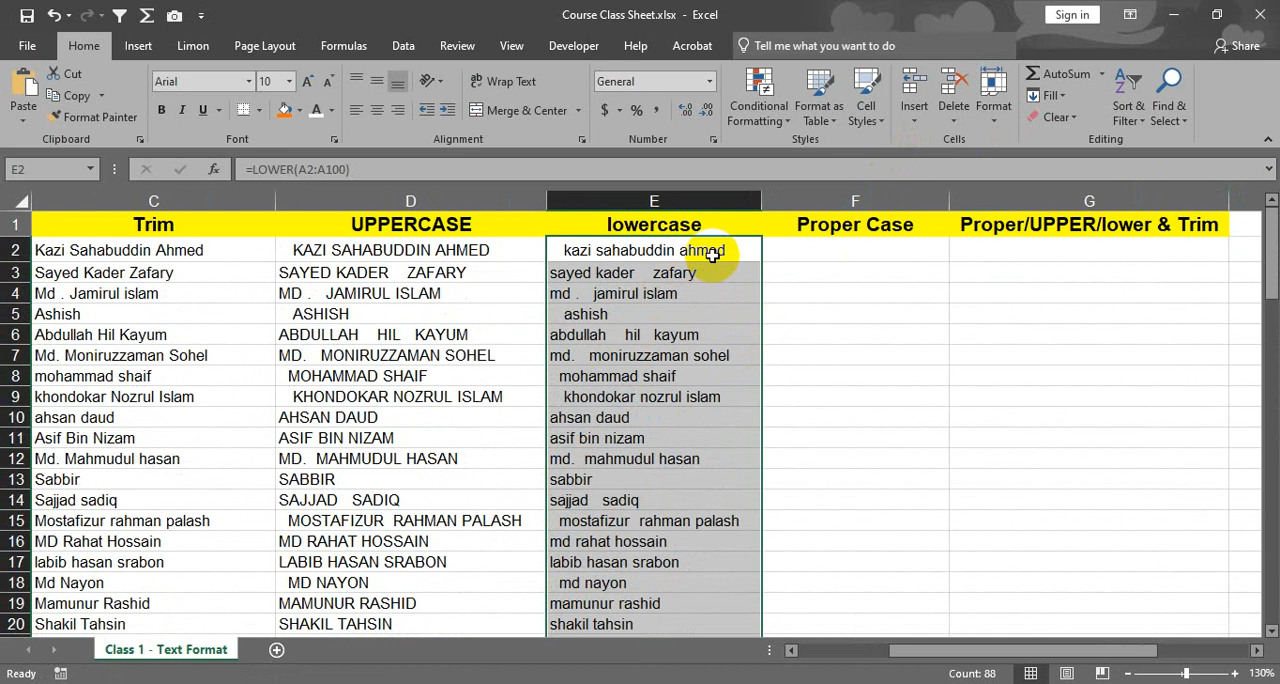 Course Class Sheet.xlsx - Excel
Sign in
File Home Insert Limon Page Layout Formulas Data Review View Developer Help Acrobat Tell me what you want to do Share
Paste Cut Copy Format Painter Clipboard
Arial 10 B I U A Font
Wrap Text Merge & Center Alignment
General $ % , Number
Conditional Formatting Format as Table Cell Styles Styles
Insert Delete Format Cells
AutoSum Fill Clear Sort & Filter Find & Select Editing
E2 fx =LOWER(A2:A100)
C D E F G
1 Trim UPPERCASE lowercase Proper Case Proper/UPPER/lower & Trim
2 Kazi Sahabuddin Ahmed KAZI SAHABUDDIN AHMED kazi sahabuddin ahmed
3 Sayed Kader Zafary SAYED KADER    ZAFARY sayed kader    zafary
4 Md . Jamirul islam MD .   JAMIRUL ISLAM md .   jamirul islam
5 Ashish ASHISH ashish
6 Abdullah Hil Kayum ABDULLAH    HIL   KAYUM abdullah    hil   kayum
7 Md. Moniruzzaman Sohel MD.   MONIRUZZAMAN SOHEL md.   moniruzzaman sohel
8 mohammad shaif MOHAMMAD SHAIF mohammad shaif
9 khondokar Nozrul Islam KHONDOKAR NOZRUL ISLAM khondokar nozrul islam
10 ahsan daud AHSAN DAUD ahsan daud
11 Asif Bin Nizam ASIF BIN NIZAM asif bin nizam
12 Md. Mahmudul hasan MD.  MAHMUDUL HASAN md.  mahmudul hasan
13 Sabbir SABBIR sabbir
14 Sajjad sadiq SAJJAD   SADIQ sajjad   sadiq
15 Mostafizur rahman palash MOSTAFIZUR  RAHMAN PALASH mostafizur  rahman palash
16 MD Rahat Hossain MD RAHAT HOSSAIN md rahat hossain
17 labib hasan srabon LABIB HASAN SRABON labib hasan srabon
18 Md Nayon MD NAYON md nayon
19 Mamunur Rashid MAMUNUR RASHID mamunur rashid
20 Shakil Tahsin SHAKIL TAHSIN shakil tahsin
Class 1 - Text Format
Ready Count: 88 130%